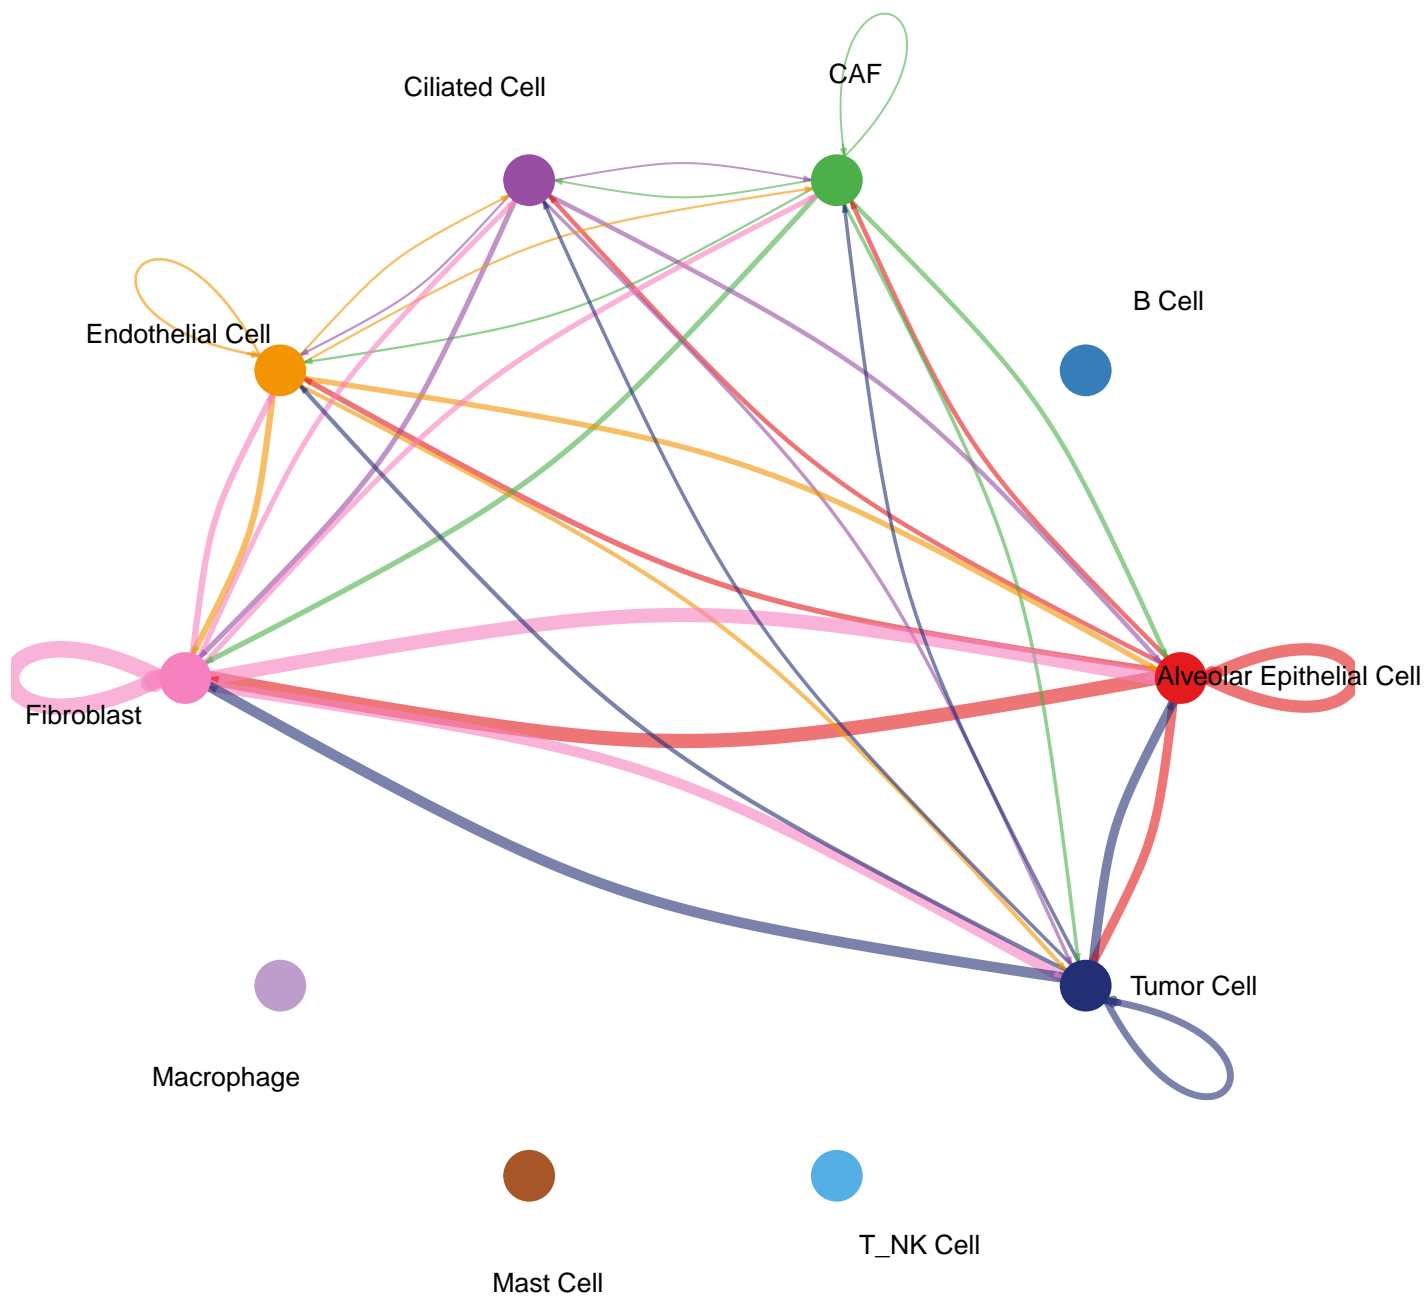 CAF
Ciliated Cell
B Cell
Endothelial Cell
Alveolar Epithelial Cell
Fibroblast
Tumor Cell
Macrophage
T_NK Cell
Mast Cell